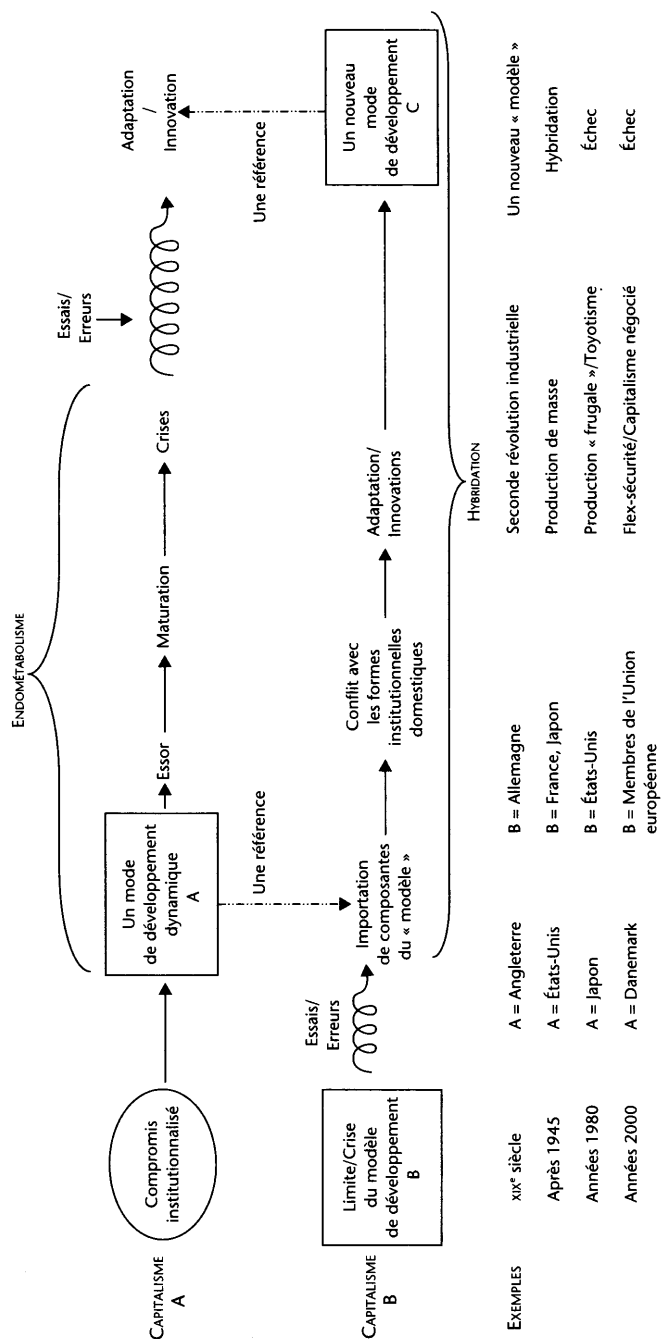 ENDOMÉTABOLISME
CAPITALISME
A
Compromis
institutionnalisé
Un mode
de développement
dynamique
A
Essor
Maturation
Crises
Essais/
Erreurs
Adaptation
/
Innovation
Une référence
Une référence
CAPITALISME
B
Limite/Crise
du modèle
de développement
B
Essais/
Erreurs
Importation
de composantes
du « modèle »
Conflit avec
les formes
institutionnelles
domestiques
Adaptation/
Innovations
Un nouveau
mode
de développement
C
HYBRIDATION
EXEMPLES
XIXe siècle A = Angleterre B = Allemagne Seconde révolution industrielle Un nouveau « modèle »
Après 1945 A = États-Unis B = France, Japon Production de masse Hybridation
Années 1980 A = Japon B = États-Unis Production « frugale »/Toyotisme Échec
Années 2000 A = Danemark B = Membres de l'Union Flex-sécurité/Capitalisme négocié Échec
européenne